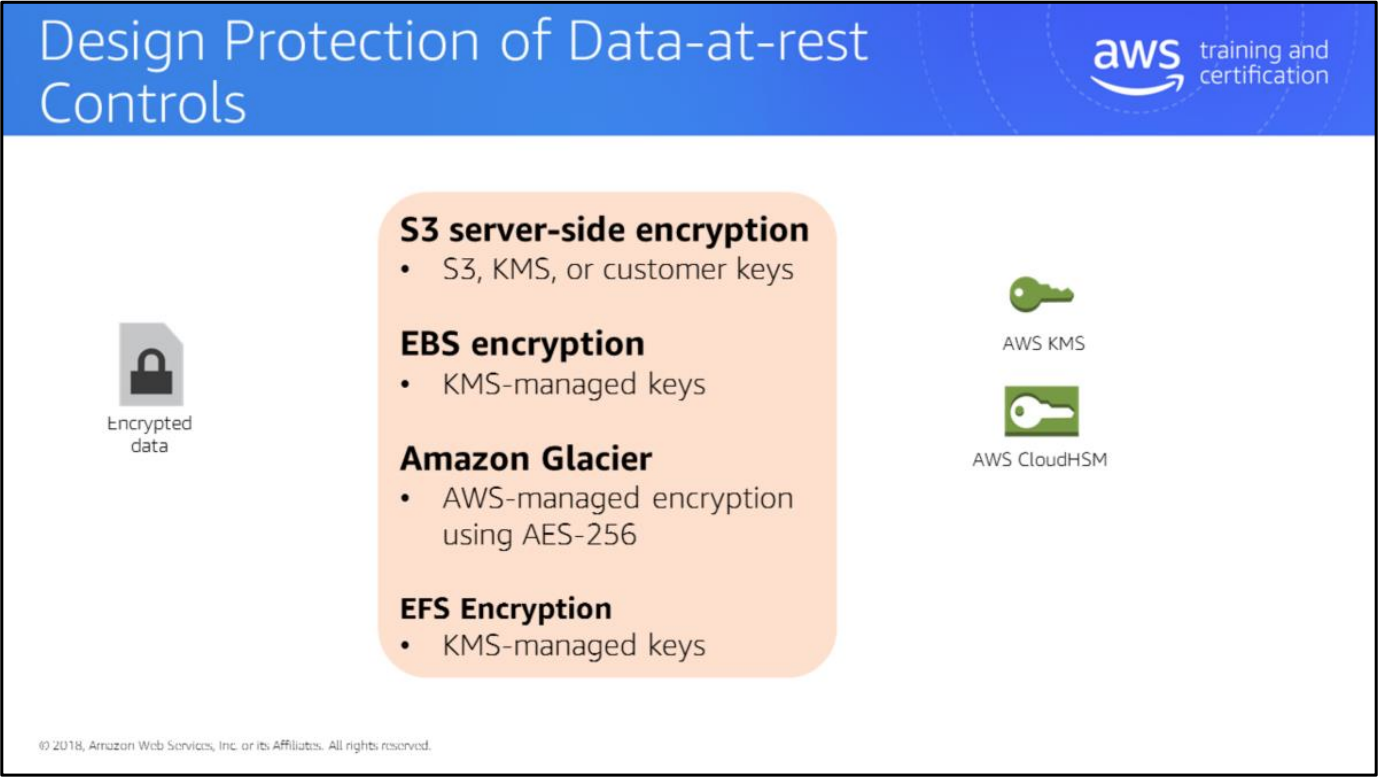 Design Protection of Data-at-rest
Controls
aws training and
certification
S3 server-side encryption
• S3, KMS, or customer keys
EBS encryption
• KMS-managed keys
Amazon Glacier
• AWS-managed encryption
using AES-256
EFS Encryption
• KMS-managed keys
Encrypted
data
AWS KMS
AWS CloudHSM
© 2018, Amazon Web Services, Inc. or its Affiliates. All rights reserved.